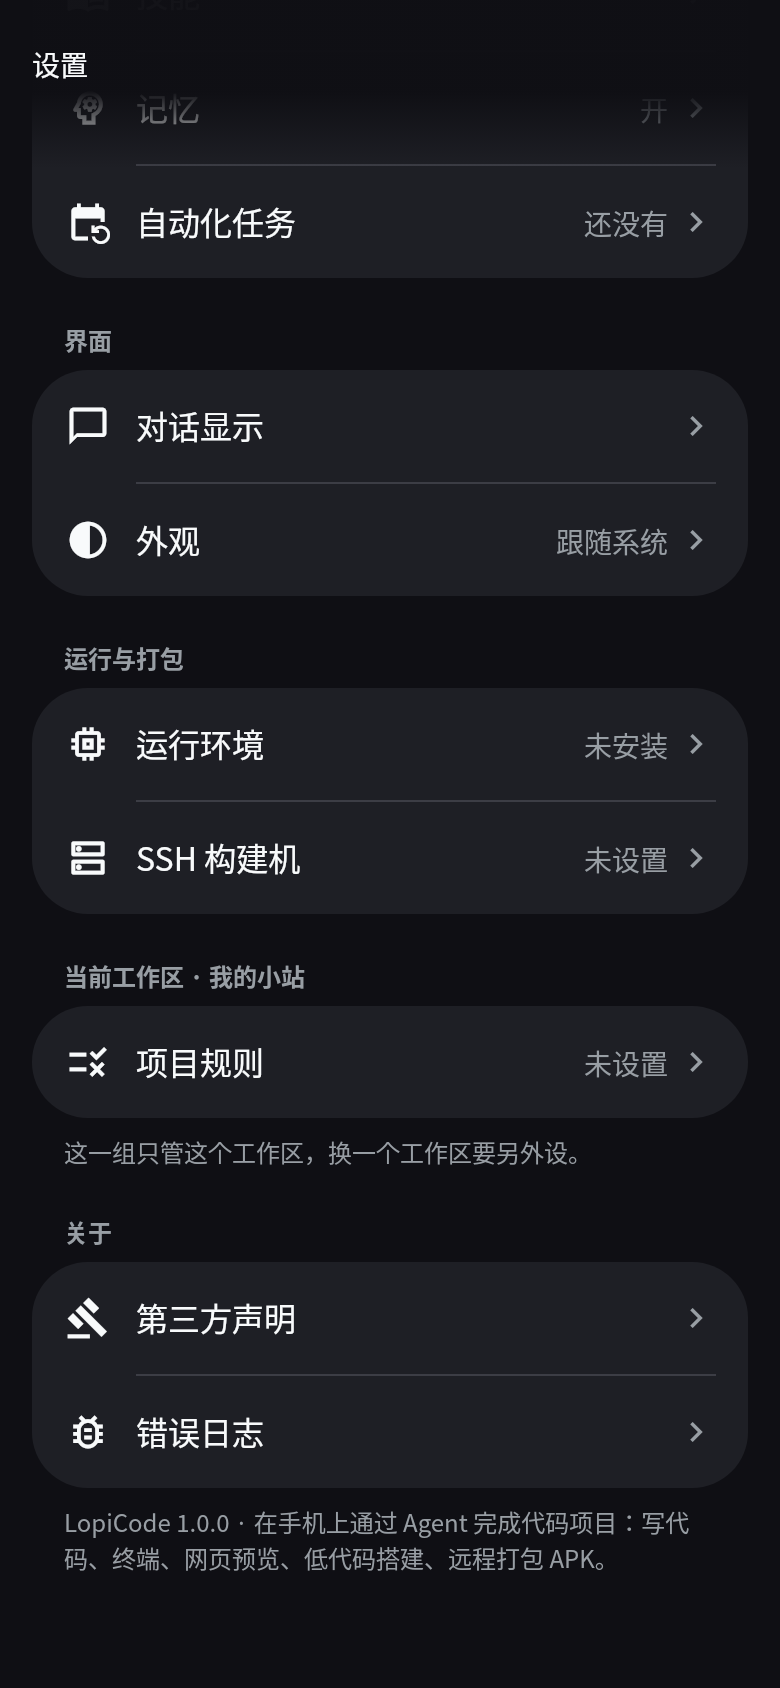 设置
记忆
开
自动化任务
还没有
界面
对话显示
外观
跟随系统
运行与打包
运行环境
未安装
SSH 构建机
未设置
当前工作区 · 我的小站
项目规则
未设置
这一组只管这个工作区，换一个工作区要另外设。
关于
第三方声明
错误日志
LopiCode 1.0.0 · 在手机上通过 Agent 完成代码项目：写代
码、终端、网页预览、低代码搭建、远程打包 APK。